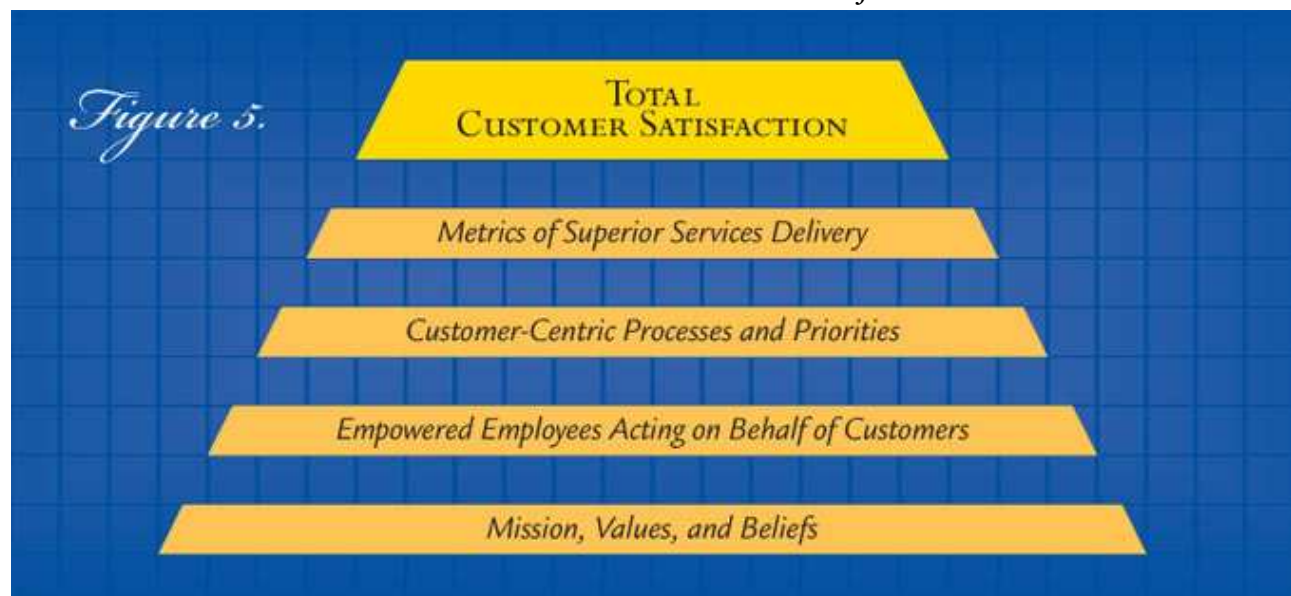 Figure 5.
TOTAL
CUSTOMER SATISFACTION
Metrics of Superior Services Delivery
Customer-Centric Processes and Priorities
Empowered Employees Acting on Behalf of Customers
Mission, Values, and Beliefs